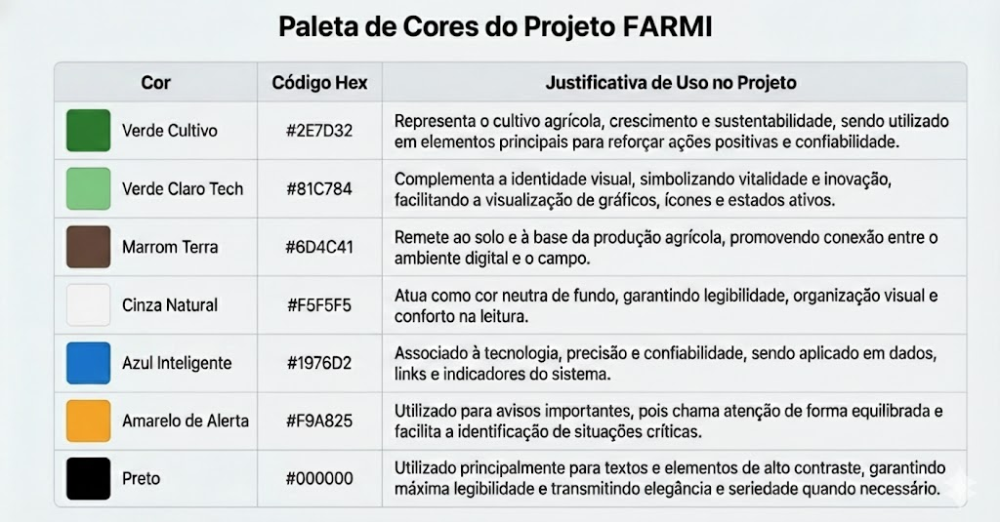 Paleta de Cores do Projeto FARMI
Cor Código Hex Justificativa de Uso no Projeto
Verde Cultivo #2E7D32 Representa o cultivo agrícola, crescimento e sustentabilidade, sendo utilizado
em elementos principais para reforçar ações positivas e confiabilidade.
Verde Claro Tech #81C784 Complementa a identidade visual, simbolizando vitalidade e inovação,
facilitando a visualização de gráficos, ícones e estados ativos.
Marrom Terra #6D4C41 Remete ao solo e à base da produção agrícola, promovendo conexão entre o
ambiente digital e o campo.
Cinza Natural #F5F5F5 Atua como cor neutra de fundo, garantindo legibilidade, organização visual e
conforto na leitura.
Azul Inteligente #1976D2 Associado à tecnologia, precisão e confiabilidade, sendo aplicado em dados,
links e indicadores do sistema.
Amarelo de Alerta #F9A825 Utilizado para avisos importantes, pois chama atenção de forma equilibrada e
facilita a identificação de situações críticas.
Preto #000000 Utilizado principalmente para textos e elementos de alto contraste, garantindo
máxima legibilidade e transmitindo elegância e seriedade quando necessário.